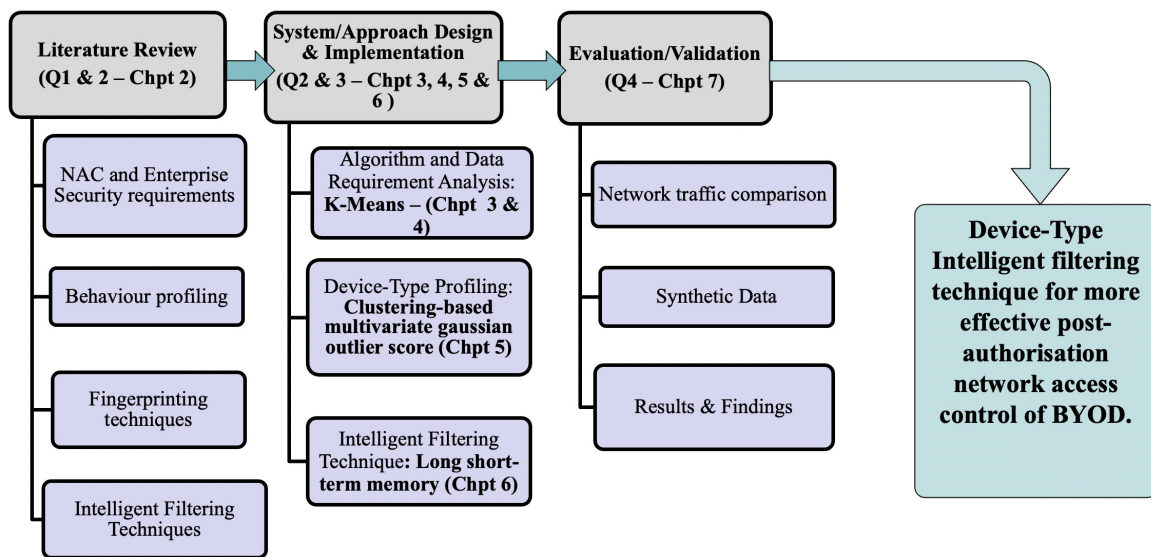 Literature Review
(Q1 & 2 – Chpt 2)
NAC and Enterprise
Security requirements
Behaviour profiling
Fingerprinting
techniques
Intelligent Filtering
Techniques
System/Approach Design
& Implementation
(Q2 & 3 – Chpt 3, 4, 5 &
6 )
Algorithm and Data
Requirement Analysis:
K-Means – (Chpt 3 &
4)
Device-Type Profiling:
Clustering-based
multivariate gaussian
outlier score (Chpt 5)
Intelligent Filtering
Technique: Long short-
term memory (Chpt 6)
Evaluation/Validation
(Q4 – Chpt 7)
Network traffic comparison
Synthetic Data
Results & Findings
Device-Type
Intelligent filtering
technique for more
effective post-
authorisation
network access
control of BYOD.